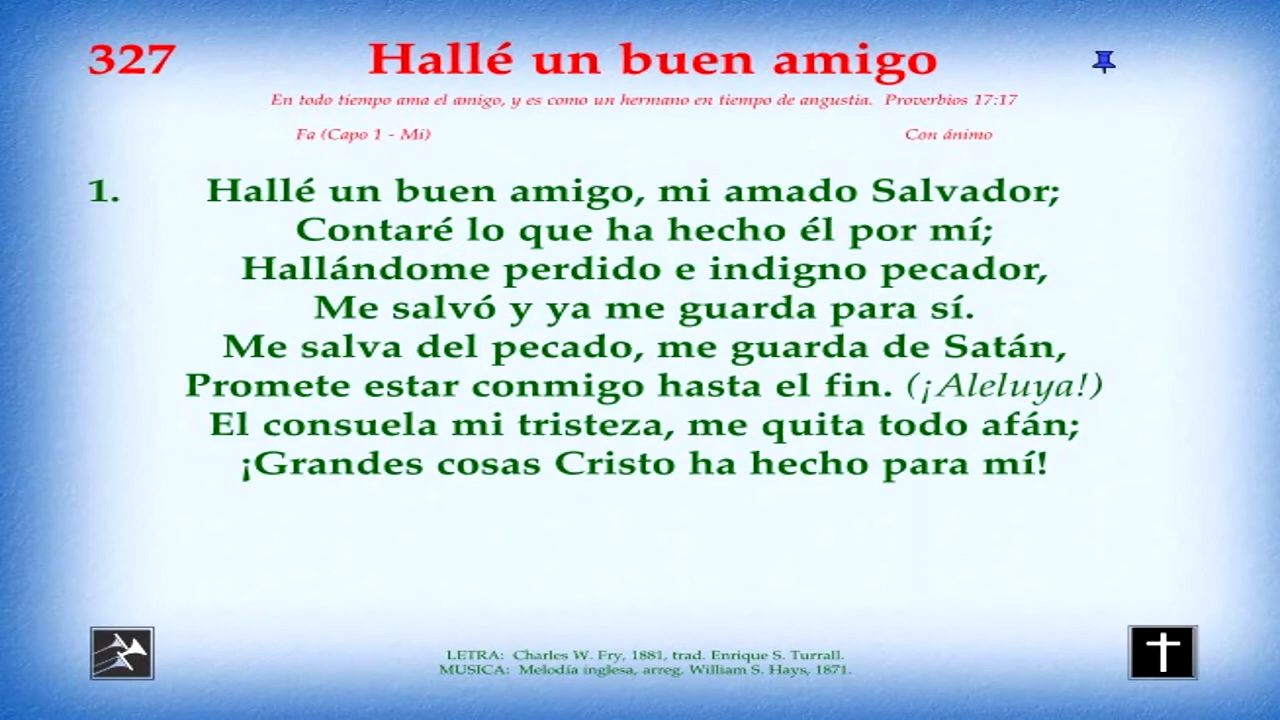 327 Hallé un buen amigo
En todo tiempo ama el amigo, y es como un hermano en tiempo de angustia. Proverbios 17:17
Fa (Capo 1 - Mi) Con ánimo
1. Hallé un buen amigo, mi amado Salvador;
Contaré lo que ha hecho él por mí;
Hallándome perdido e indigno pecador,
Me salvó y ya me guarda para sí.
Me salva del pecado, me guarda de Satán,
Promete estar conmigo hasta el fin. (¡Aleluya!)
El consuela mi tristeza, me quita todo afán;
¡Grandes cosas Cristo ha hecho para mí!
LETRA: Charles W. Fry, 1881, trad. Enrique S. Turrall.
MUSICA: Melodía inglesa, arreg. William S. Hays, 1871.